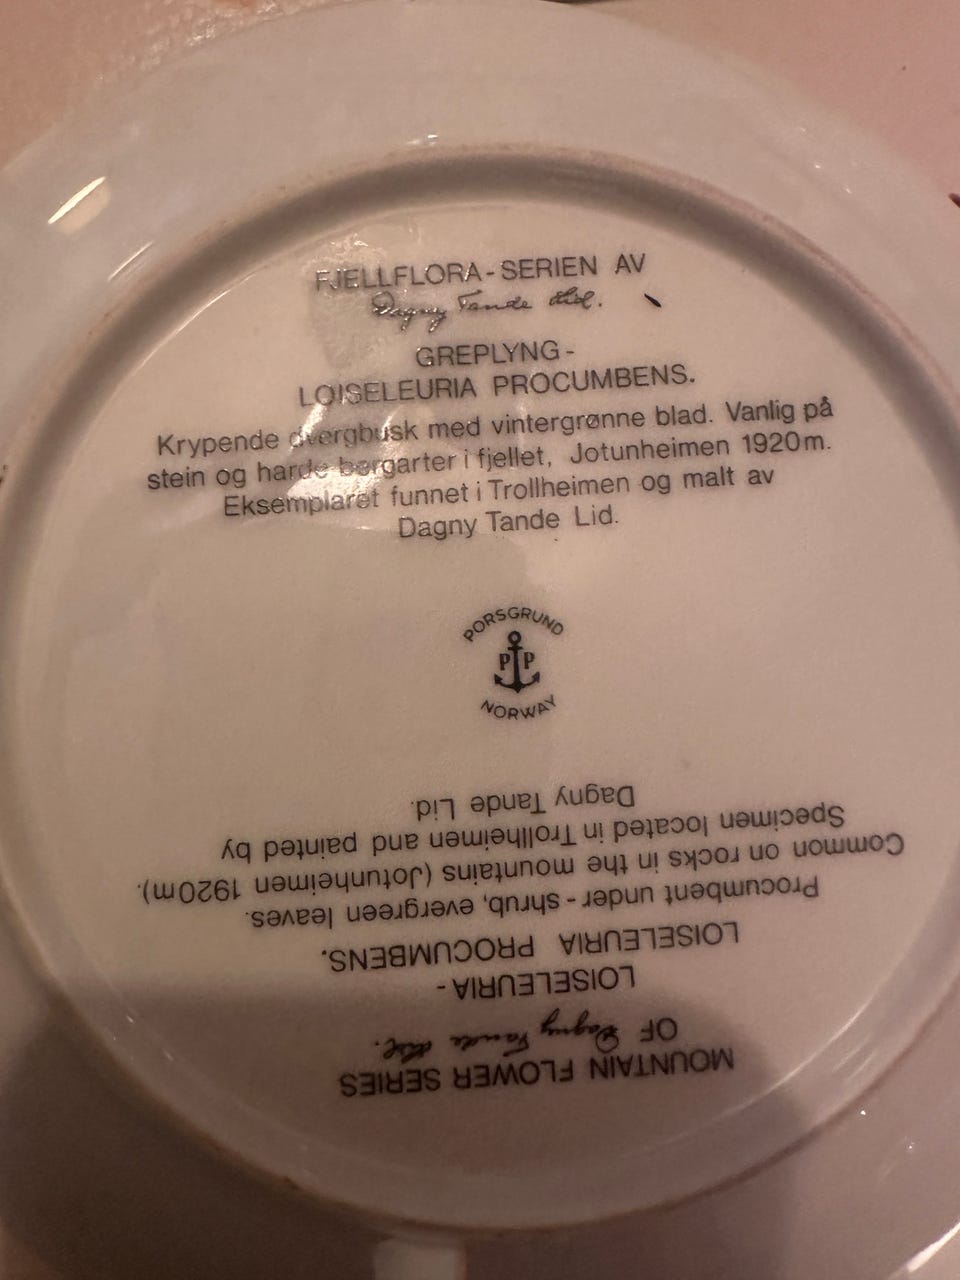 FJELLFLORA-SERIEN AV
Dagny Tande Lid.
GREPLYNG-
LOISELEURIA PROCUMBENS.
Krypende dvergbusk med vintergrønne blad. Vanlig på
stein og harde bergarter i fjellet, Jotunheimen 1920m.
Eksemplaret funnet i Trollheimen og malt av
Dagny Tande Lid.
PORSGRUND
PP
NORWAY
MOUNTAIN FLOWER SERIES
OF Dagny Tande Lid.
LOISELEURIA-
LOISELEURIA PROCUMBENS.
Procumbent under-shrub, evergreen leaves.
Common on rocks in the mountains (Jotunheimen 1920m).
Specimen located in Trollheimen and painted by
Dagny Tande Lid.